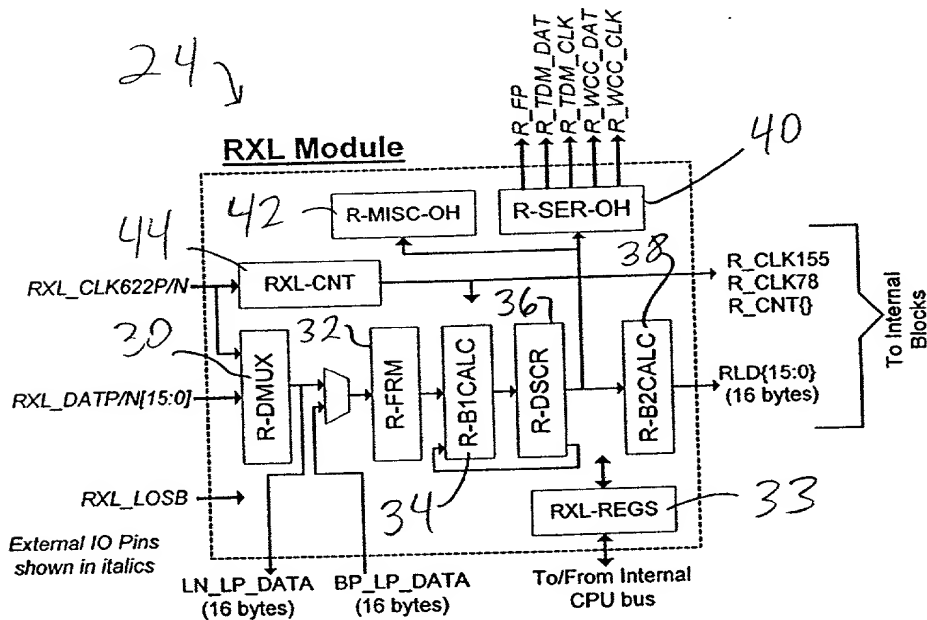 24
RXL Module
R_FP
R_TDM_DAT
R_TDM_CLK
R_WCC_DAT
R_WCC_CLK
40
42
R-MISC-OH
R-SER-OH
44
RXL_CLK622P/N
RXL-CNT
38
R_CLK155
R_CLK78
R_CNT{}
To Internal
Blocks
30
32
36
RXL_DATP/N[15:0]
R-DMUX
R-FRM
R-B1CALC
R-DSCR
R-B2CALC
RLD{15:0}
(16 bytes)
RXL_LOSB
34
RXL-REGS
33
External IO Pins
shown in italics
LN_LP_DATA
(16 bytes)
BP_LP_DATA
(16 bytes)
To/From Internal
CPU bus